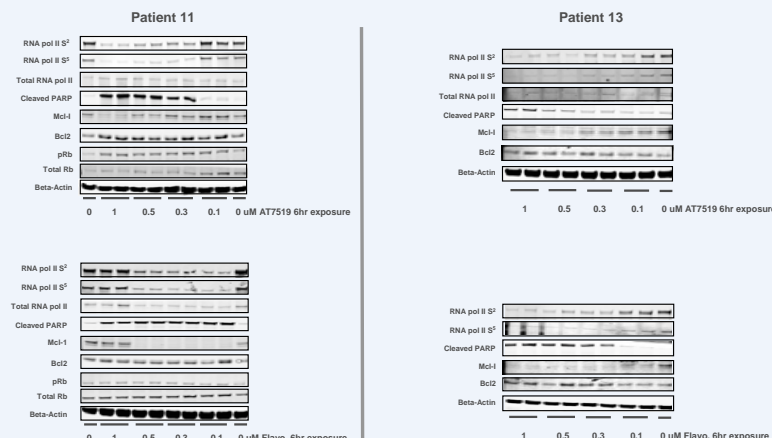 Patient 11
RNA pol II S²
RNA pol II S⁵
Total RNA pol II
Cleaved PARP
Mcl-I
Bcl2
pRb
Total Rb
Beta-Actin
0 1 0.5 0.3 0.1 0 uM AT7519 6hr exposure
RNA pol II S²
RNA pol II S⁵
Total RNA pol II
Cleaved PARP
Mcl-1
Bcl2
pRb
Total Rb
Beta-Actin
0 1 0.5 0.3 0.1 0 uM Flavo. 6hr exposure
Patient 13
RNA pol II S²
RNA pol II S⁵
Total RNA pol II
Cleaved PARP
Mcl-I
Bcl2
Beta-Actin
1 0.5 0.3 0.1 0 uM AT7519 6hr exposure
RNA pol II S²
RNA pol II S⁵
Cleaved PARP
Mcl-I
Bcl2
Beta-Actin
1 0.5 0.3 0.1 0 uM Flavo. 6hr exposure